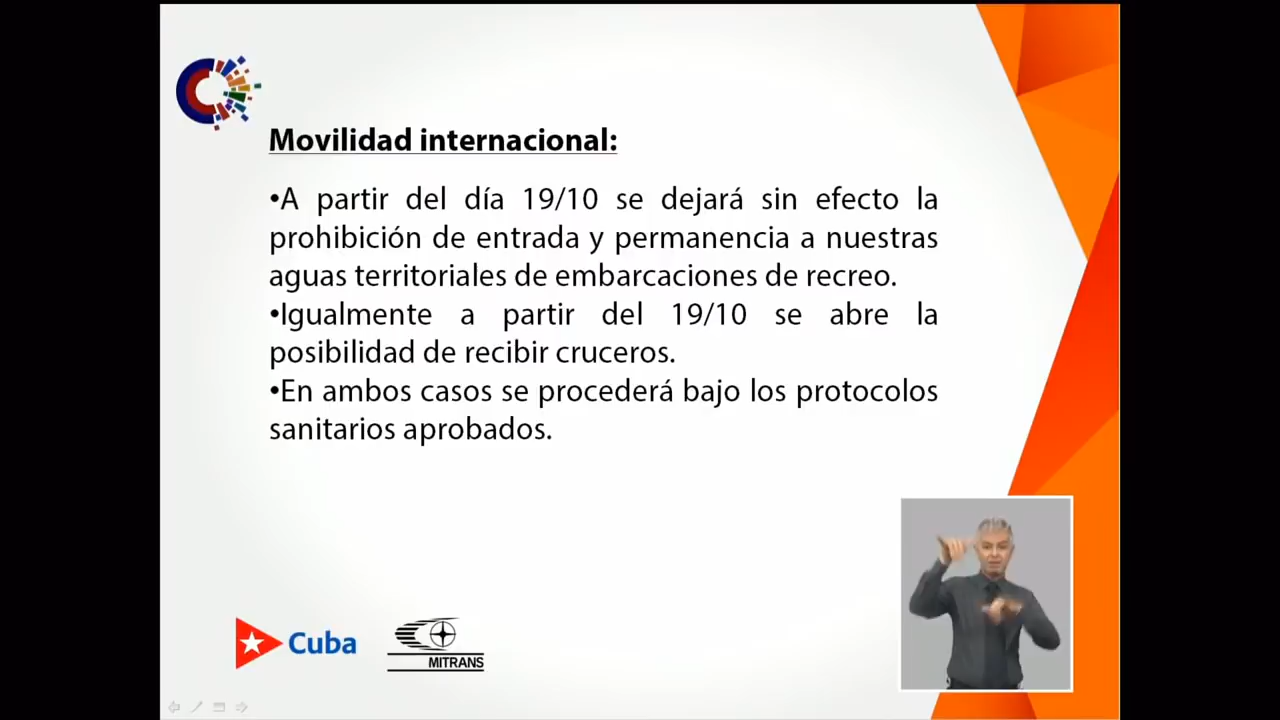 Movilidad internacional:
•A partir del día 19/10 se dejará sin efecto la
prohibición de entrada y permanencia a nuestras
aguas territoriales de embarcaciones de recreo.
•Igualmente a partir del 19/10 se abre la
posibilidad de recibir cruceros.
•En ambos casos se procederá bajo los protocolos
sanitarios aprobados.
Cuba
MITRANS